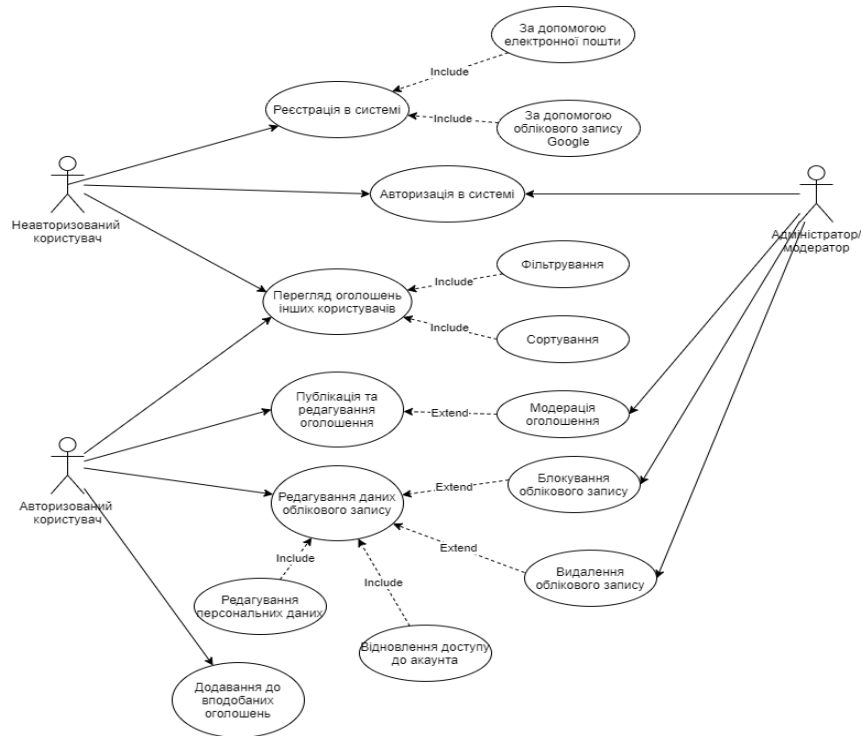 За допомогою
електронної пошти
Include
Реєстрація в системі
Include
За допомогою
облікового запису
Google
Неавторизований
користувач
Авторизація в системі
Адміністратор/
модератор
Фільтрування
Include
Перегляд оголошень
інших користувачів
Include
Сортування
Публікація та
редагування
оголошення
Extend
Модерація
оголошення
Авторизований
користувач
Редагування даних
облікового запису
Extend
Блокування
облікового запису
Extend
Видалення
облікового запису
Include
Include
Редагування
персональних даних
Відновлення доступу
до акаунта
Додавання до
вподобаних
оголошень